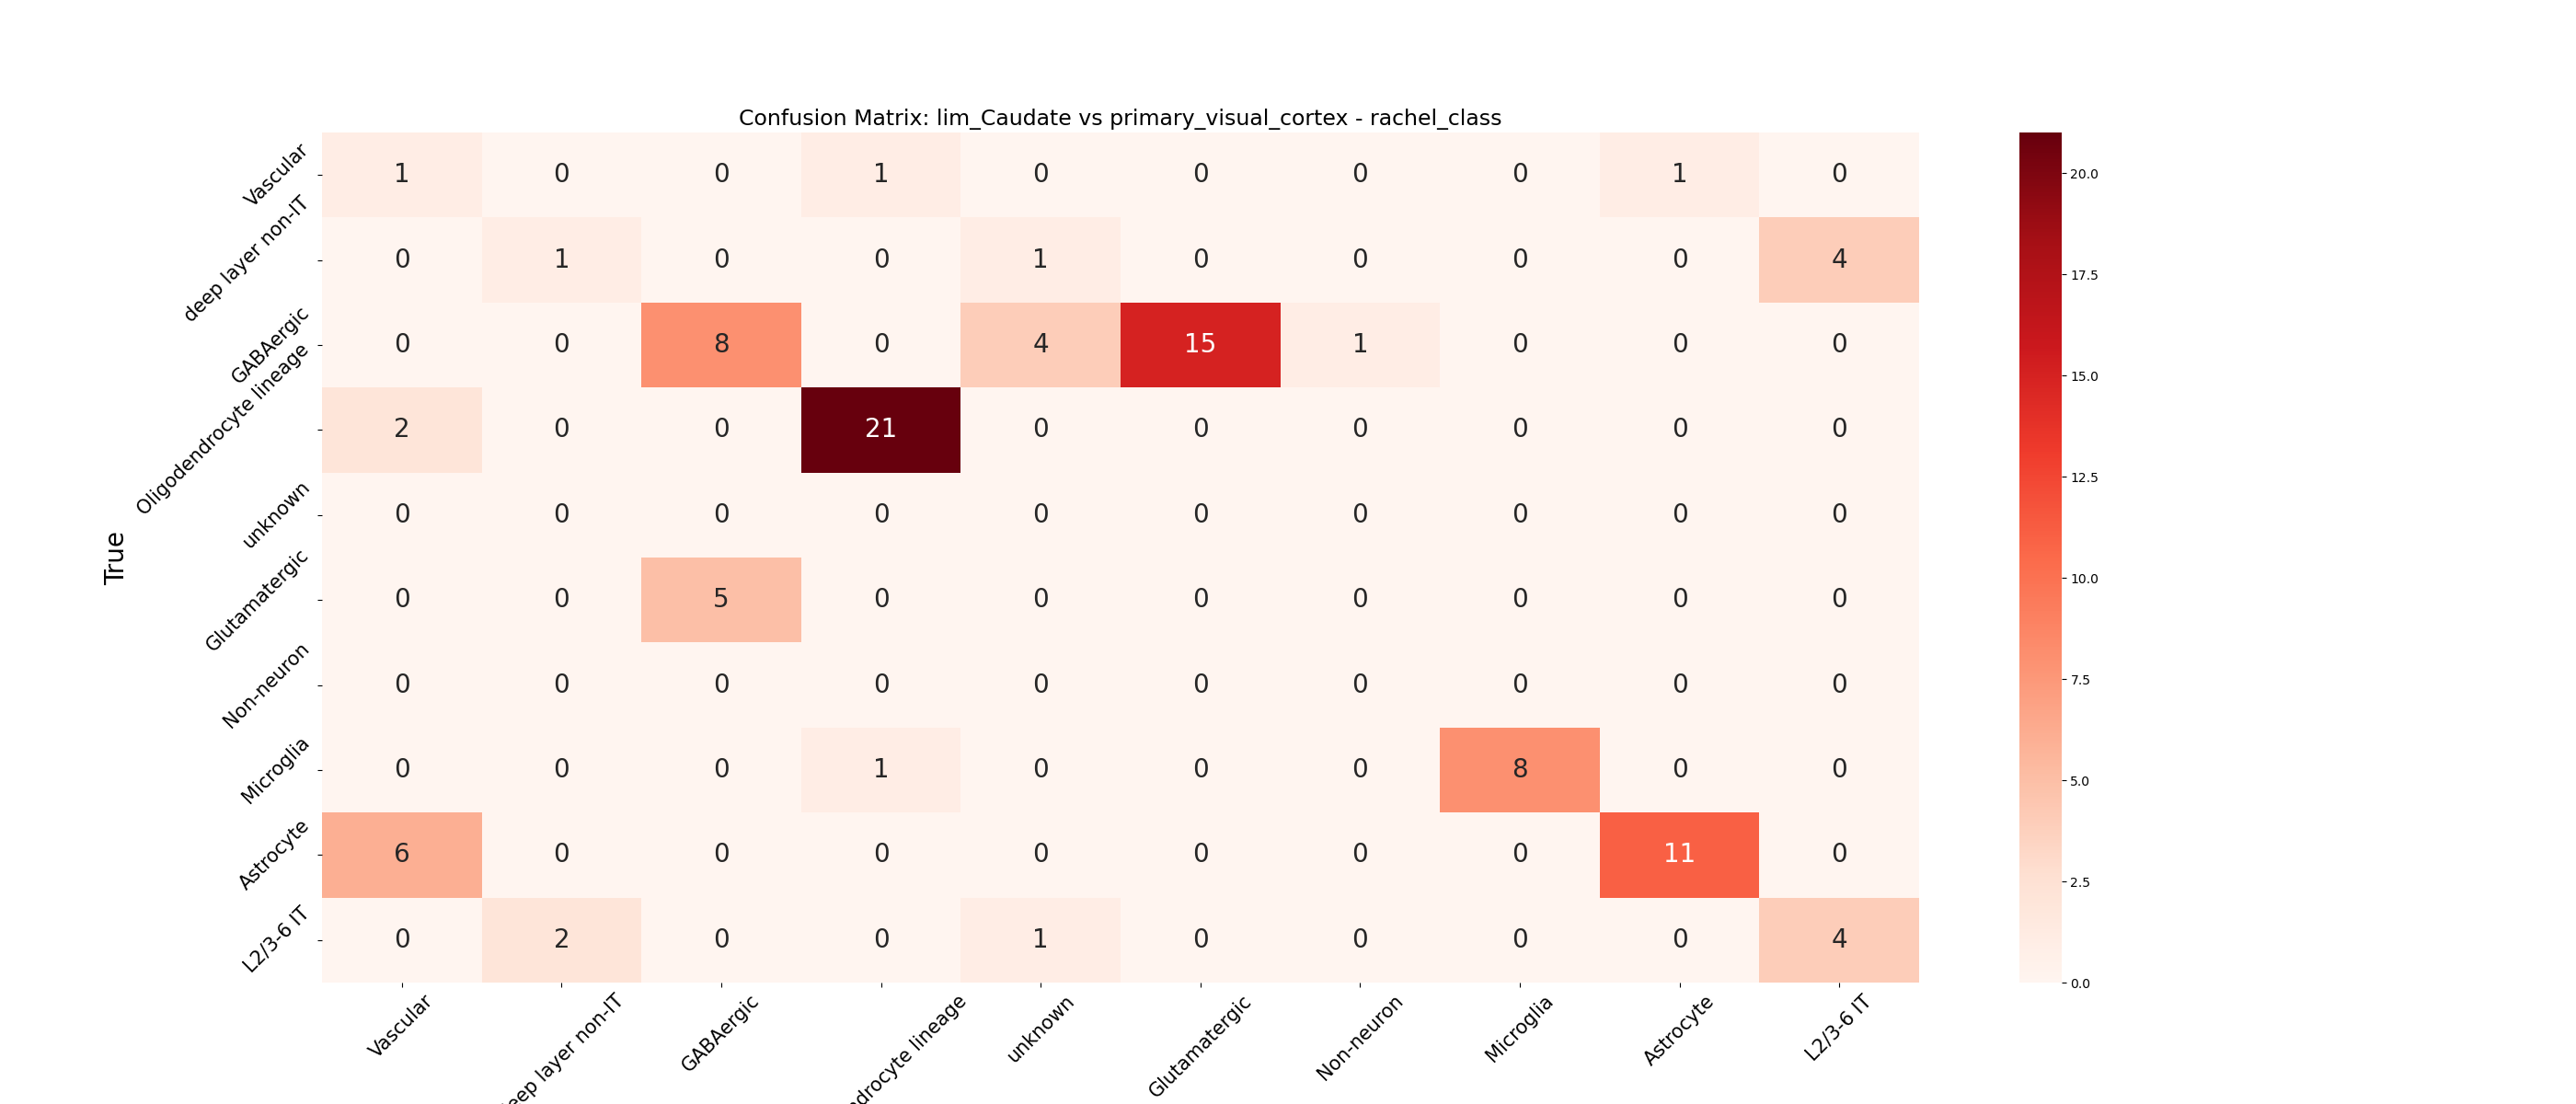 Confusion Matrix: lim_Caudate vs primary_visual_cortex - rachel_class
True
Vascular 1 0 0 1 0 0 0 0 1 0
deep layer non-IT 0 1 0 0 1 0 0 0 0 4
GABAergic 0 0 8 0 4 15 1 0 0 0
Oligodendrocyte lineage 2 0 0 21 0 0 0 0 0 0
unknown 0 0 0 0 0 0 0 0 0 0
Glutamatergic 0 0 5 0 0 0 0 0 0 0
Non-neuron 0 0 0 0 0 0 0 0 0 0
Microglia 0 0 0 1 0 0 0 8 0 0
Astrocyte 6 0 0 0 0 0 0 0 11 0
L2/3-6 IT 0 2 0 0 1 0 0 0 0 4
Vascular
eep layer non-IT
GABAergic
ndrocyte lineage
unknown
Glutamatergic
Non-neuron
Microglia
Astrocyte
L2/3-6 IT
20.0
17.5
15.0
12.5
10.0
7.5
5.0
2.5
0.0